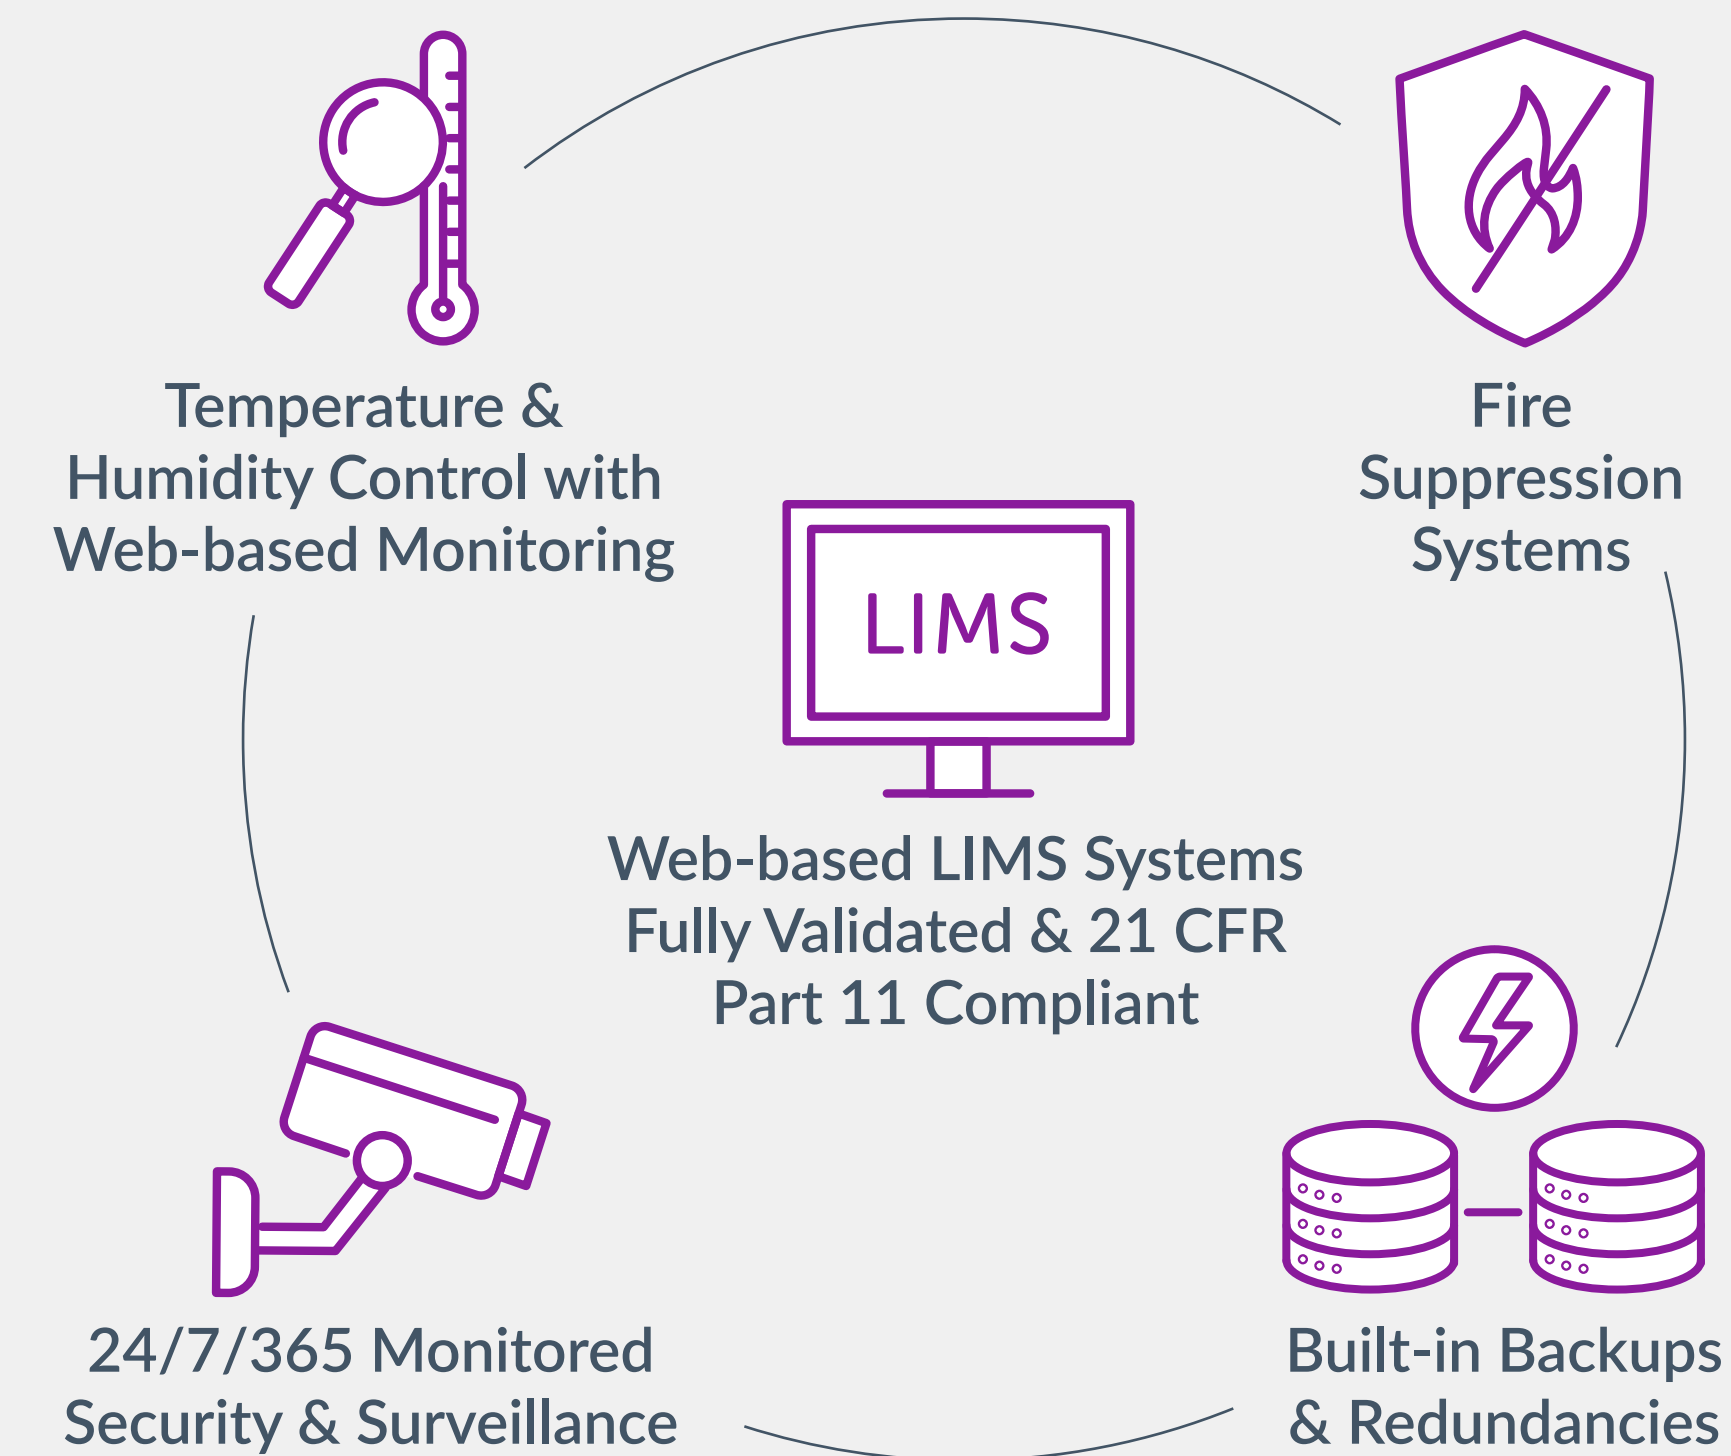 Temperature &
Humidity Control with
Web-based Monitoring
Fire
Suppression
Systems
LIMS
Web-based LIMS Systems
Fully Validated & 21 CFR
Part 11 Compliant
24/7/365 Monitored
Security & Surveillance
Built-in Backups
& Redundancies